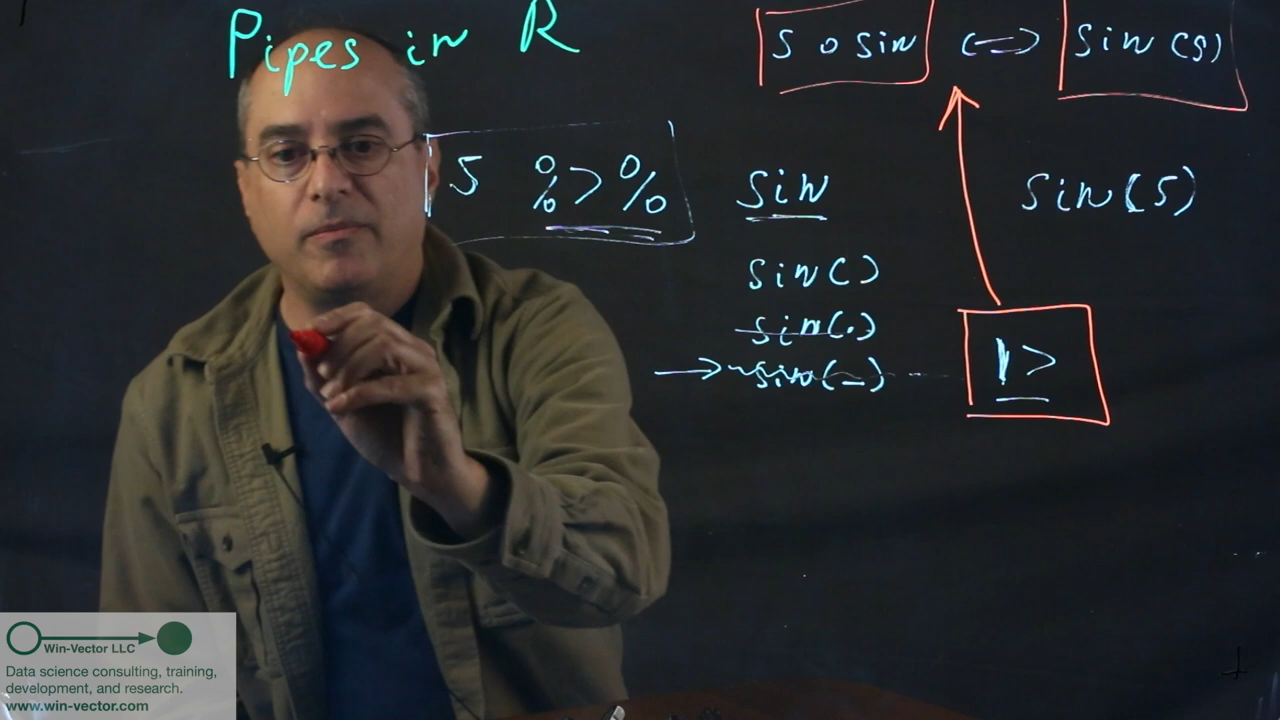 Pipes in R
5 o sin <=> sin(5)
5 %>% sin
sin(5)
sin()
sin(.)
→ sin(_)
|>
Win-Vector LLC
Data science consulting, training,
development, and research.
www.win-vector.com